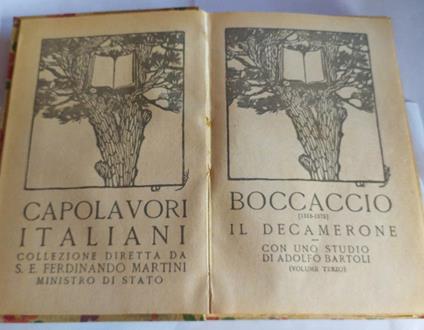 CAPOLAVORI
ITALIANI
COLLEZIONE DIRETTA DA
S. E. FERDINANDO MARTINI
MINISTRO DI STATO
BOCCACCIO
[1313-1375]
IL DECAMERONE
CON UNO STUDIO
DI ADOLFO BARTOLI
(VOLUME TERZO)